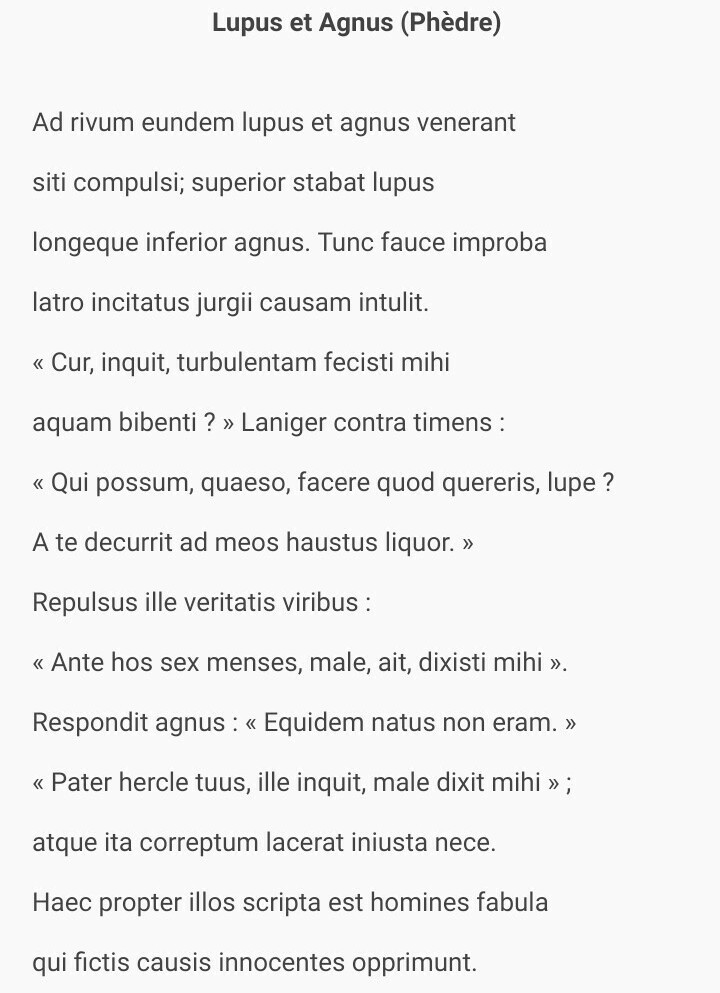 Lupus et Agnus (Phèdre)
Ad rivum eundem lupus et agnus venerant
siti compulsi; superior stabat lupus
longeque inferior agnus. Tunc fauce improba
latro incitatus jurgii causam intulit.
« Cur, inquit, turbulentam fecisti mihi
aquam bibenti ? » Laniger contra timens :
« Qui possum, quaeso, facere quod quereris, lupe ?
A te decurrit ad meos haustus liquor. »
Repulsus ille veritatis viribus :
« Ante hos sex menses, male, ait, dixisti mihi ».
Respondit agnus : « Equidem natus non eram. »
« Pater hercle tuus, ille inquit, male dixit mihi » ;
atque ita correptum lacerat iniusta nece.
Haec propter illos scripta est homines fabula
qui fictis causis innocentes opprimunt.